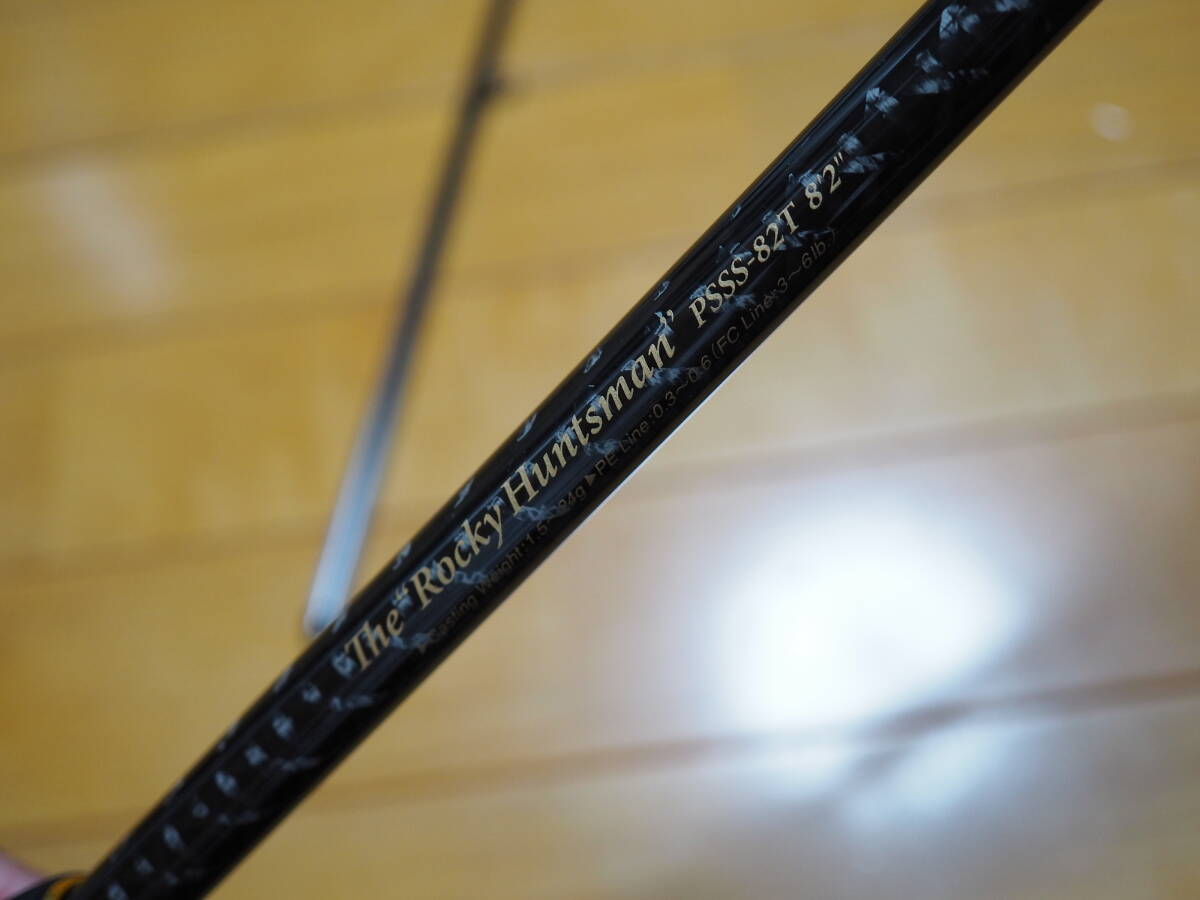 The “Rocky Huntsman” PSSS-82T 8'2"
▶Casting Weight:1.5~24g ▶PE Line:0.3~0.6 (FC Line:3~6lb.)